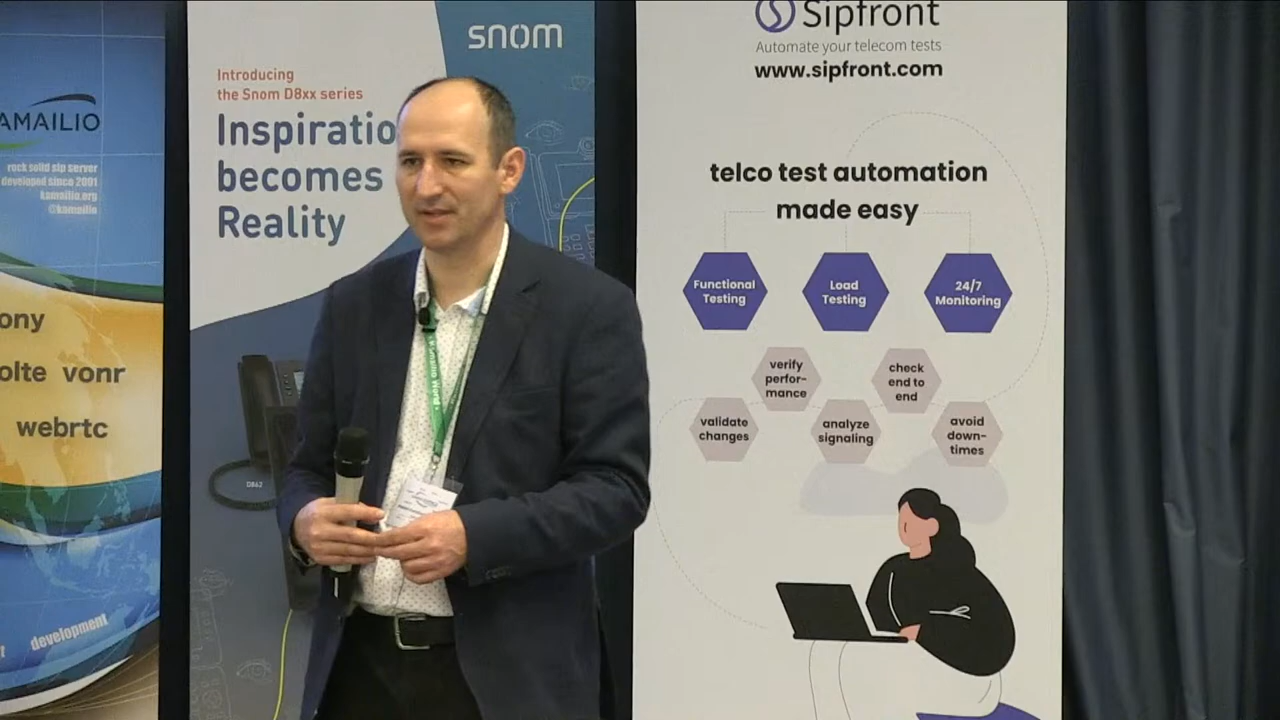 AMAILIO
rock solid sip server
developed since 2001
kamailio.org
@kamailio
ony
olte vonr
webrtc
development
snom
Introducing
the Snom D8xx series
Inspiratio
becomes
Reality
D862
Sipfront
Automate your telecom tests
www.sipfront.com
telco test automation
made easy
Functional
Testing
Load
Testing
24/7
Monitoring
verify
perfor-
mance
check
end to
end
validate
changes
analyze
signaling
avoid
down-
times